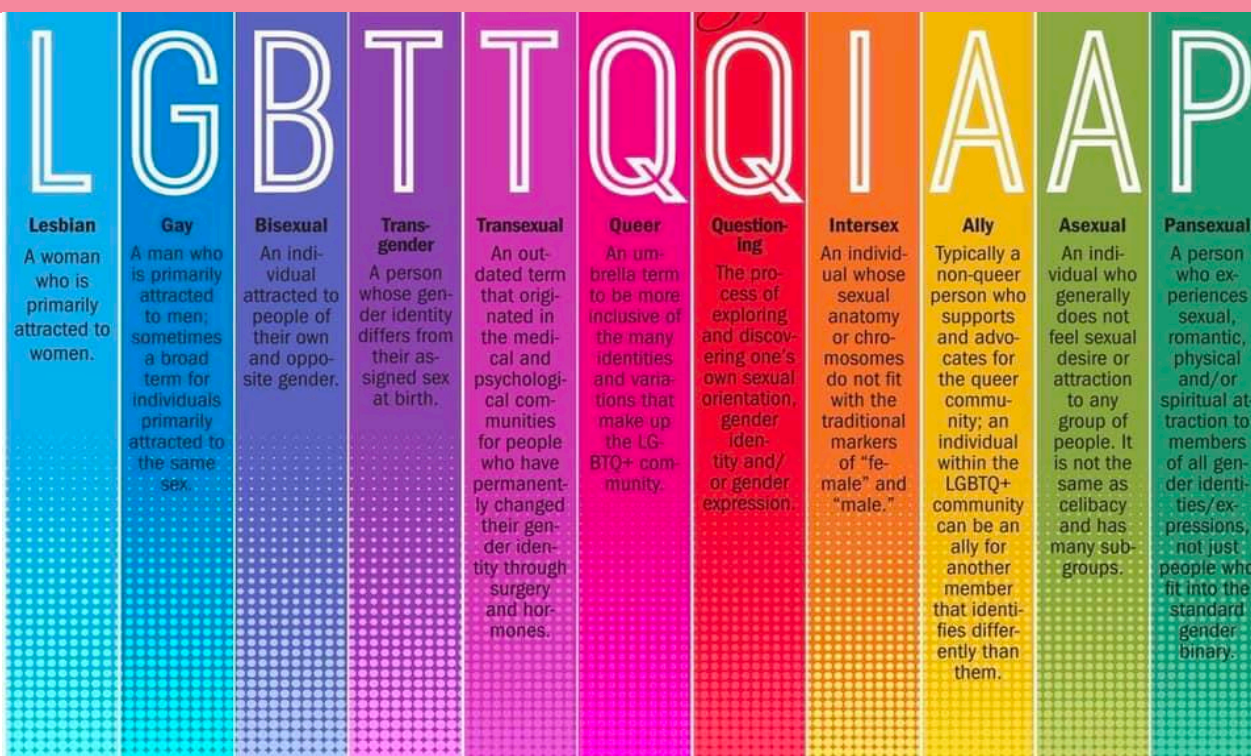 L
Lesbian
A woman
who is
primarily
attracted to
women.
G
Gay
A man who
is primarily
attracted
to men;
sometimes
a broad
term for
individuals
primarily
attracted to
the same
sex.
B
Bisexual
An indi-
vidual
attracted to
people of
their own
and oppo-
site gender.
T
Trans-
gender
A person
whose gen-
der identity
differs from
their as-
signed sex
at birth.
T
Transexual
An out-
dated term
that origi-
nated in
the medi-
cal and
psychologi-
cal com-
munities
for people
who have
permanent-
ly changed
their gen-
der iden-
tity through
surgery
and hor-
mones.
Q
Queer
An um-
brella term
to be more
inclusive of
the many
identities
and varia-
tions that
make up
the LG-
BTQ+ com-
munity.
Q
Question-
ing
The pro-
cess of
exploring
and discov-
ering one's
own sexual
orientation,
gender
iden-
tity and/
or gender
expression.
I
Intersex
An individ-
ual whose
sexual
anatomy
or chro-
mosomes
do not fit
with the
traditional
markers
of “fe-
male” and
“male.”
A
Ally
Typically a
non-queer
person who
supports
and advo-
cates for
the queer
commu-
nity; an
individual
within the
LGBTQ+
community
can be an
ally for
another
member
that identi-
fies differ-
ently than
them.
A
Asexual
An indi-
vidual who
generally
does not
feel sexual
desire or
attraction
to any
group of
people. It
is not the
same as
celibacy
and has
many sub-
groups.
P
Pansexual
A person
who ex-
periences
sexual,
romantic,
physical
and/or
spiritual at-
traction to
members
of all gen-
der identi-
ties/ex-
pressions,
not just
people who
fit into the
standard
gender
binary.